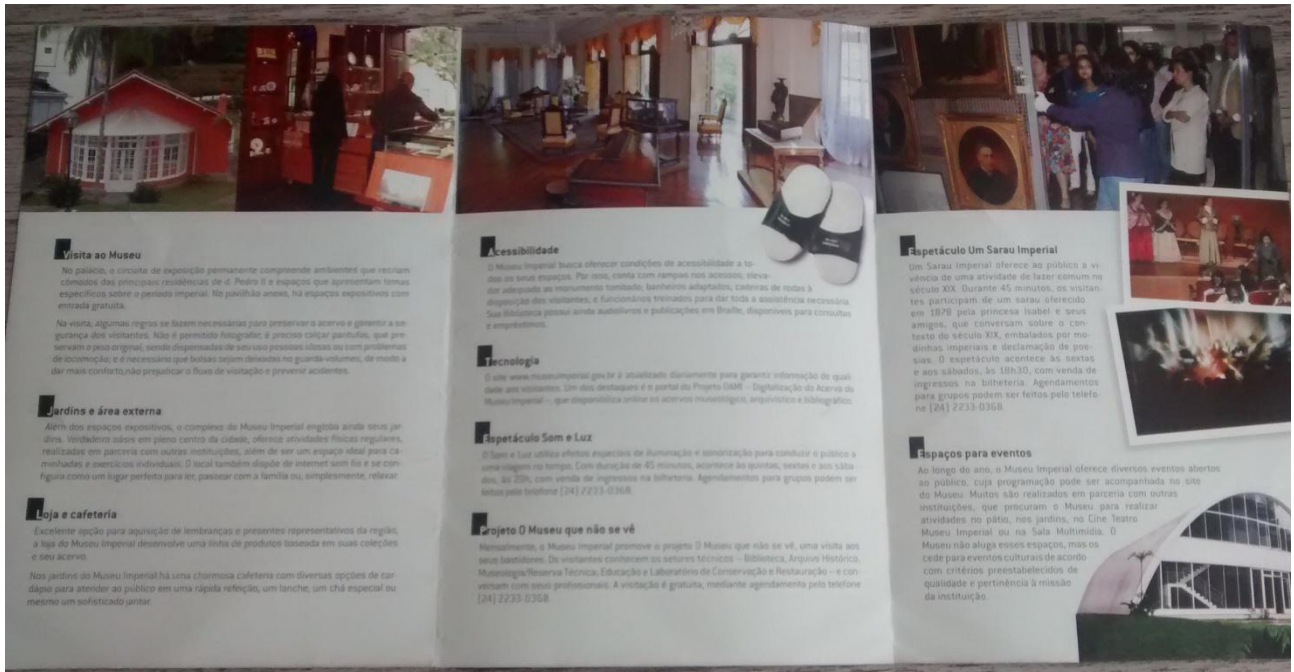 Visita ao Museu
No palácio, o circuito de exposição permanente compreende ambientes que recriam
cômodos das principais residências de d. Pedro II e espaços que apresentam temas
específicos sobre o período imperial. No pavilhão anexo, há espaços expositivos com
entrada gratuita.
Na visita, algumas regras se fazem necessárias para preservar o acervo e garantir a se-
gurança dos visitantes. Não é permitido fotografar; é preciso calçar pantufas, que pre-
servam o piso original, sendo dispensadas de seu uso pessoas idosas ou com problemas
de locomoção; e é necessário que bolsas sejam deixadas no guarda-volumes, de modo a
dar mais conforto, não prejudicar o fluxo de visitação e prevenir acidentes.
Jardins e área externa
Além dos espaços expositivos, o complexo do Museu Imperial engloba ainda seus jar-
dins. Verdadeiro oásis em pleno centro da cidade, oferece atividades físicas regulares,
realizadas em parceria com outras instituições, além de ser um espaço ideal para ca-
minhadas e exercícios individuais. O local também dispõe de internet sem fio e se con-
figura como um lugar perfeito para ler, passear com a família ou, simplesmente, relaxar.
Loja e cafeteria
Excelente opção para aquisição de lembranças e presentes representativos da região,
a loja do Museu Imperial desenvolve uma linha de produtos baseada em suas coleções
e seu acervo.
Nos jardins do Museu Imperial há uma charmosa cafeteria com diversas opções de car-
dápio para atender ao público em uma rápida refeição, um lanche, um chá especial ou
mesmo um sofisticado jantar.
Acessibilidade
O Museu Imperial busca oferecer condições de acessibilidade a to-
dos os seus espaços. Por isso, conta com rampas nos acessos, eleva-
dor adequado ao monumento tombado, banheiros adaptados, cadeiras de rodas à
disposição dos visitantes, e funcionários treinados para dar toda a assistência necessária.
Sua Biblioteca possui ainda audiolivros e publicações em Braille, disponíveis para consultas
e empréstimos.
Tecnologia
O site www.museuimperial.gov.br é atualizado diariamente para garantir informação de quali-
dade aos visitantes. Um dos destaques é o portal do Projeto DAMI – Digitalização do Acervo do
Museu Imperial –, que disponibiliza online os acervos museológico, arquivístico e bibliográfico.
Espetáculo Som e Luz
O Som e Luz utiliza efeitos especiais de iluminação e sonorização para conduzir o público a
uma viagem no tempo. Com duração de 45 minutos, acontece às quintas, sextas e aos sába-
dos, às 20h, com venda de ingressos na bilheteria. Agendamentos para grupos podem ser
feitos pelo telefone [24] 2233-0368.
Projeto O Museu que não se vê
Mensalmente, o Museu Imperial promove o projeto O Museu que não se vê, uma visita aos
seus bastidores. Os visitantes conhecem os setores técnicos – Biblioteca, Arquivo Histórico,
Museologia/Reserva Técnica, Educação e Laboratório de Conservação e Restauração – e con-
versam com seus profissionais. A visitação é gratuita, mediante agendamento pelo telefone
[24] 2233-0368.
Espetáculo Um Sarau Imperial
Um Sarau Imperial oferece ao público a vi-
vência de uma atividade de lazer comum no
século XIX. Durante 45 minutos, os visitan-
tes participam de um sarau oferecido
em 1878 pela princesa Isabel e seus
amigos, que conversam sobre o con-
texto do século XIX, embalados por mo-
dinhas imperiais e declamação de poe-
sias. O espetáculo acontece às sextas
e aos sábados, às 18h30, com venda de
ingressos na bilheteria. Agendamentos
para grupos podem ser feitos pelo telefo-
ne [24] 2233-0368.
Espaços para eventos
Ao longo do ano, o Museu Imperial oferece diversos eventos abertos
ao público, cuja programação pode ser acompanhada no site
do Museu. Muitos são realizados em parceria com outras
instituições, que procuram o Museu para realizar
atividades no pátio, nos jardins, no Cine Teatro
Museu Imperial ou na Sala Multimídia. O
Museu não aluga esses espaços, mas os
cede para eventos culturais de acordo
com critérios preestabelecidos de
qualidade e pertinência à missão
da instituição.